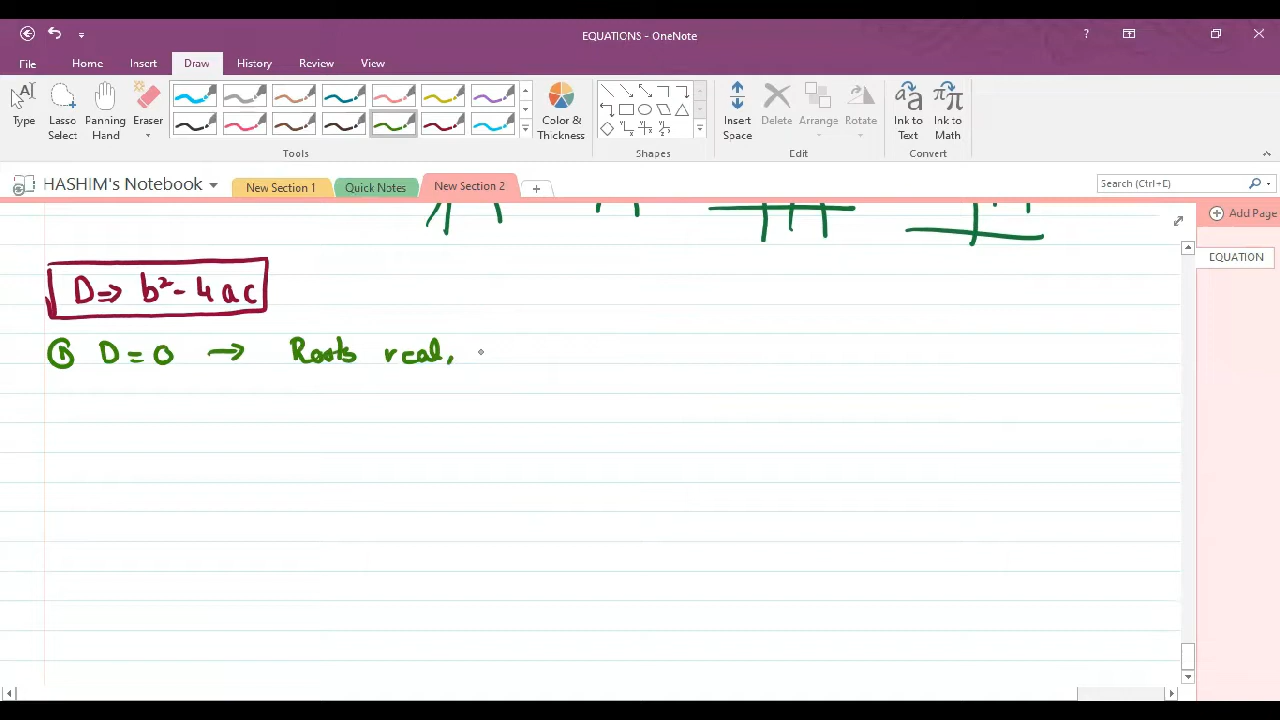 EQUATIONS - OneNote
?
File Home Insert Draw History Review View
Type
Lasso Select
Panning Hand
Eraser
Color & Thickness
Insert Space
Delete
Arrange
Rotate
Ink to Text
Ink to Math
Tools
Shapes
Edit
Convert
HASHIM's Notebook
New Section 1
Quick Notes
New Section 2
Search (Ctrl+E)
Add Page
EQUATION
D⇒ b²- 4ac
① D = 0 → Roots real,